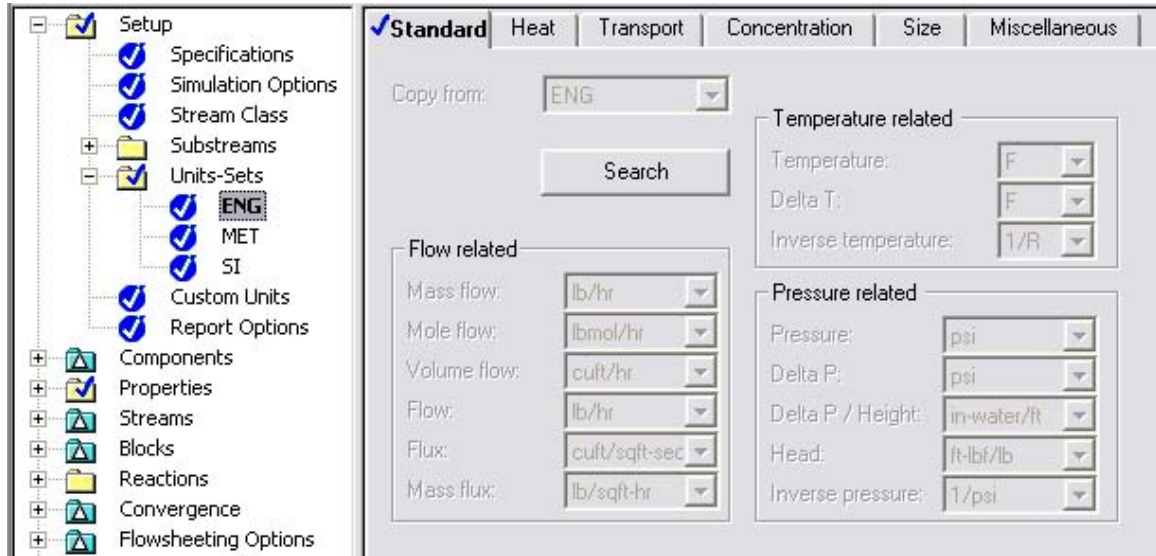 Setup
Specifications
Simulation Options
Stream Class
Substreams
Units-Sets
ENG
MET
SI
Custom Units
Report Options
Components
Properties
Streams
Blocks
Reactions
Convergence
Flowsheeting Options
Standard Heat Transport Concentration Size Miscellaneous
Copy from: ENG
Search
Flow related
Mass flow: lb/hr
Mole flow: lbmol/hr
Volume flow: cuft/hr
Flow: lb/hr
Flux: cuft/sqft-sec
Mass flux: lb/sqft-hr
Temperature related
Temperature: F
Delta T: F
Inverse temperature: 1/R
Pressure related
Pressure: psi
Delta P: psi
Delta P / Height: in-water/ft
Head: ft-lbf/lb
Inverse pressure: 1/psi